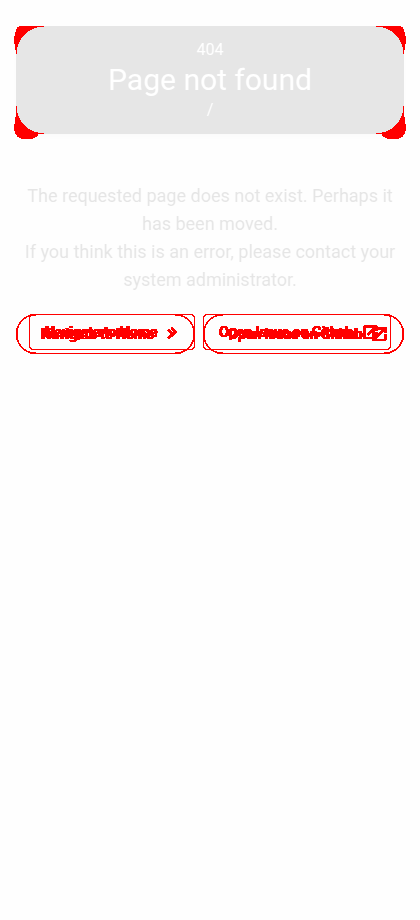 404
Page not found
/
The requested page does not exist. Perhaps it
has been moved.
If you think this is an error, please contact your
system administrator.
Navigate to Home
Open Issue on GitHub